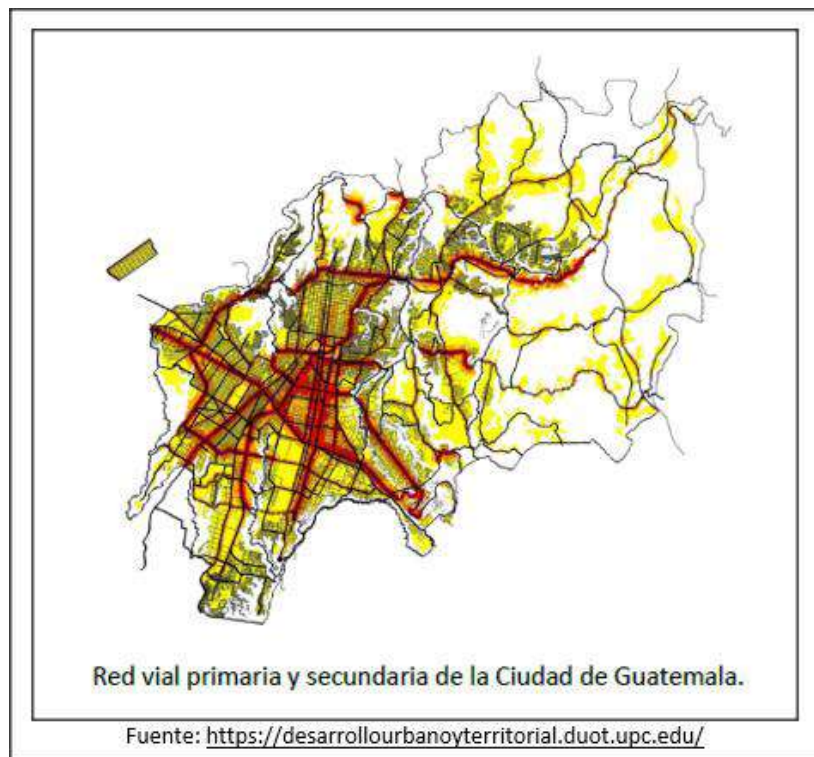 Red vial primaria y secundaria de la Ciudad de Guatemala.
Fuente: https://desarrollourbanoyterritorial.duot.upc.edu/